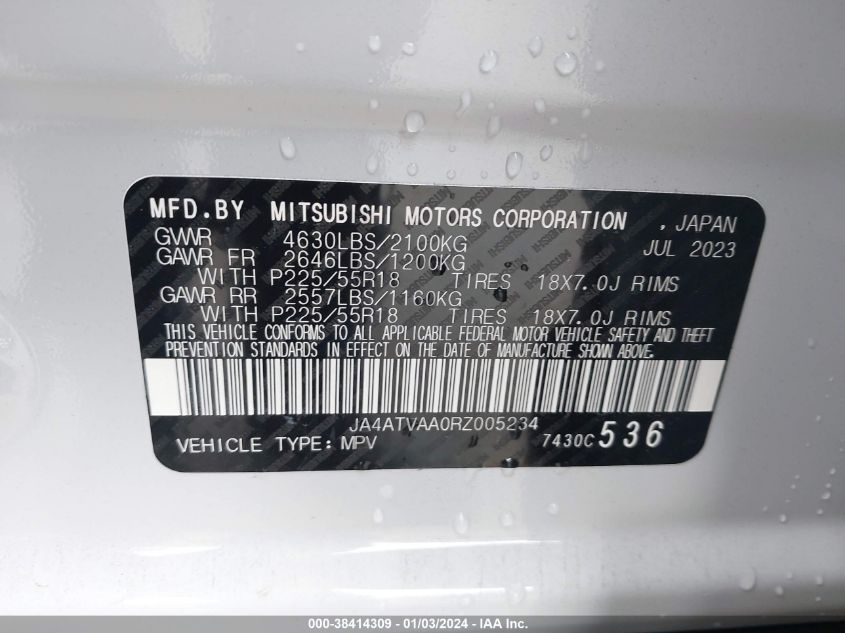 MFD.BY MITSUBISHI MOTORS CORPORATION , JAPAN
GVWR 4630LBS/2100KG JUL 2023
GAWR FR 2646LBS/1200KG
WITH P225/55R18 TIRES 18X7.0J RIMS
GAWR RR 2557LBS/1160KG
WITH P225/55R18 TIRES 18X7.0J RIMS
THIS VEHICLE CONFORMS TO ALL APPLICABLE FEDERAL MOTOR VEHICLE SAFETY AND THEFT
PREVENTION STANDARDS IN EFFECT ON THE DATE OF MANUFACTURE SHOWN ABOVE.
JA4ATVAA0RZ005234
VEHICLE TYPE: MPV 7430C 536
000-38414309 - 01/03/2024 - IAA Inc.